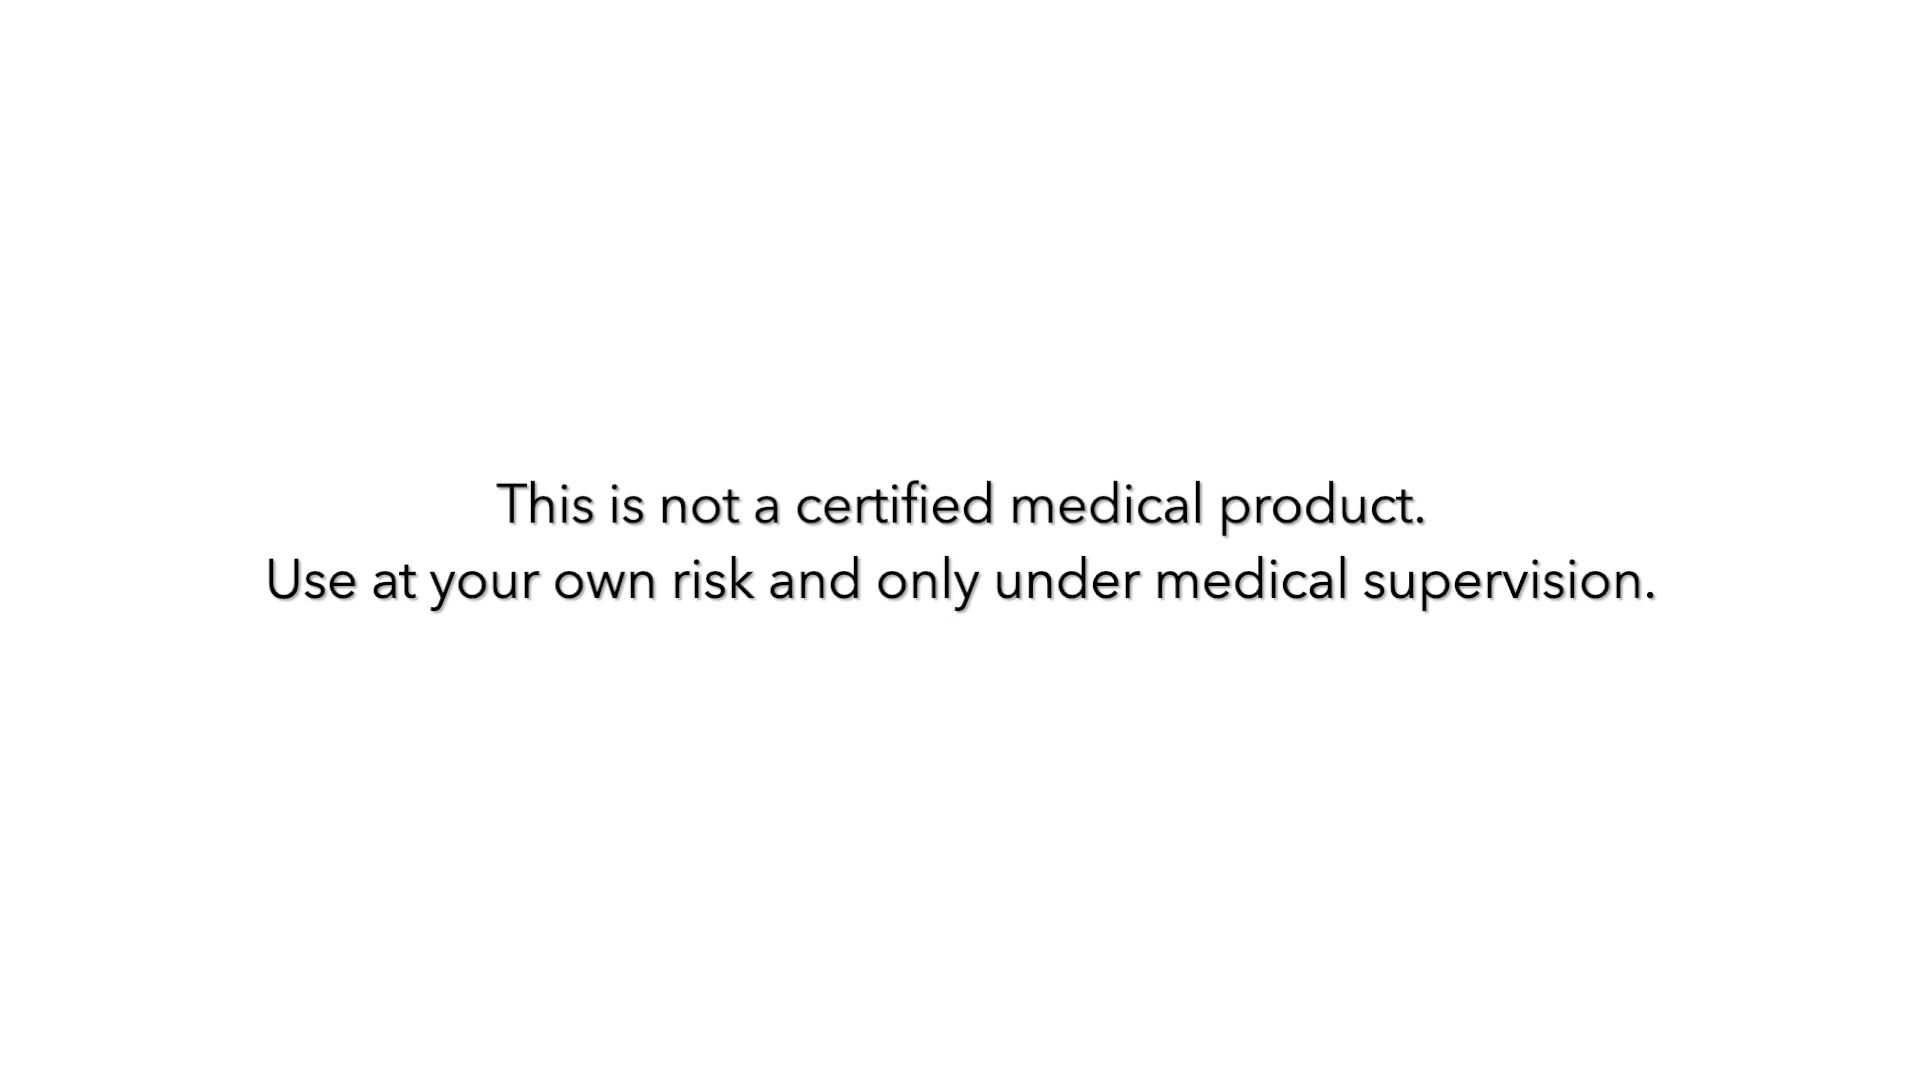 This is not a certified medical product.
Use at your own risk and only under medical supervision.